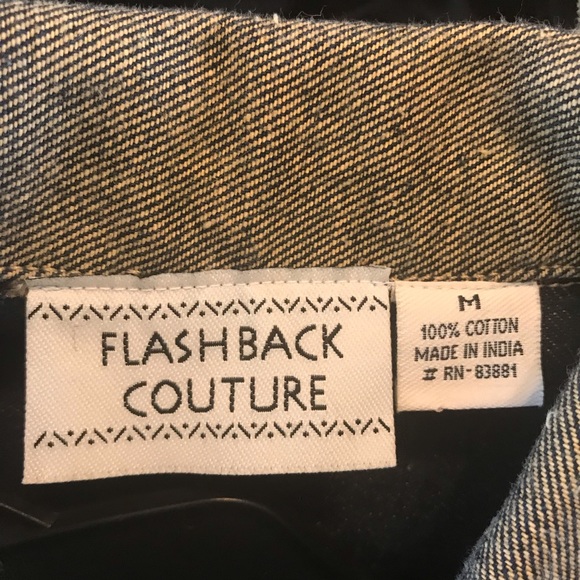 FLASHBACK
COUTURE
M
100% COTTON
MADE IN INDIA
# RN-83881